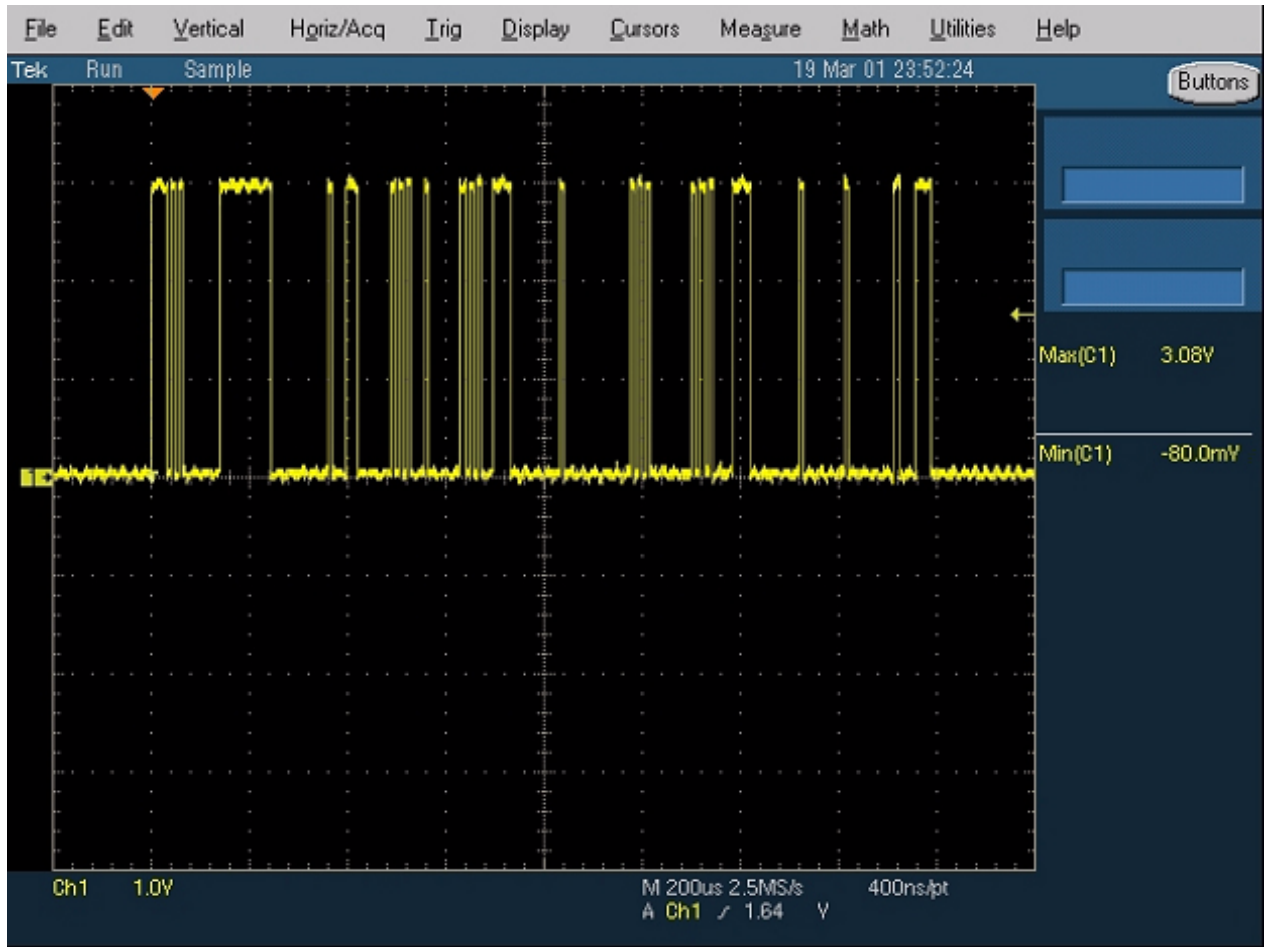 File Edit Vertical Horiz/Acq Trig Display Cursors Measure Math Utilities Help
Tek Run Sample 19 Mar 01 23:52:24
Buttons
Max(C1) 3.08V
Min(C1) -80.0mV
Ch1 1.0V M 200us 2.5MS/s 400ns/pt
A Ch1 ∕ 1.64 V